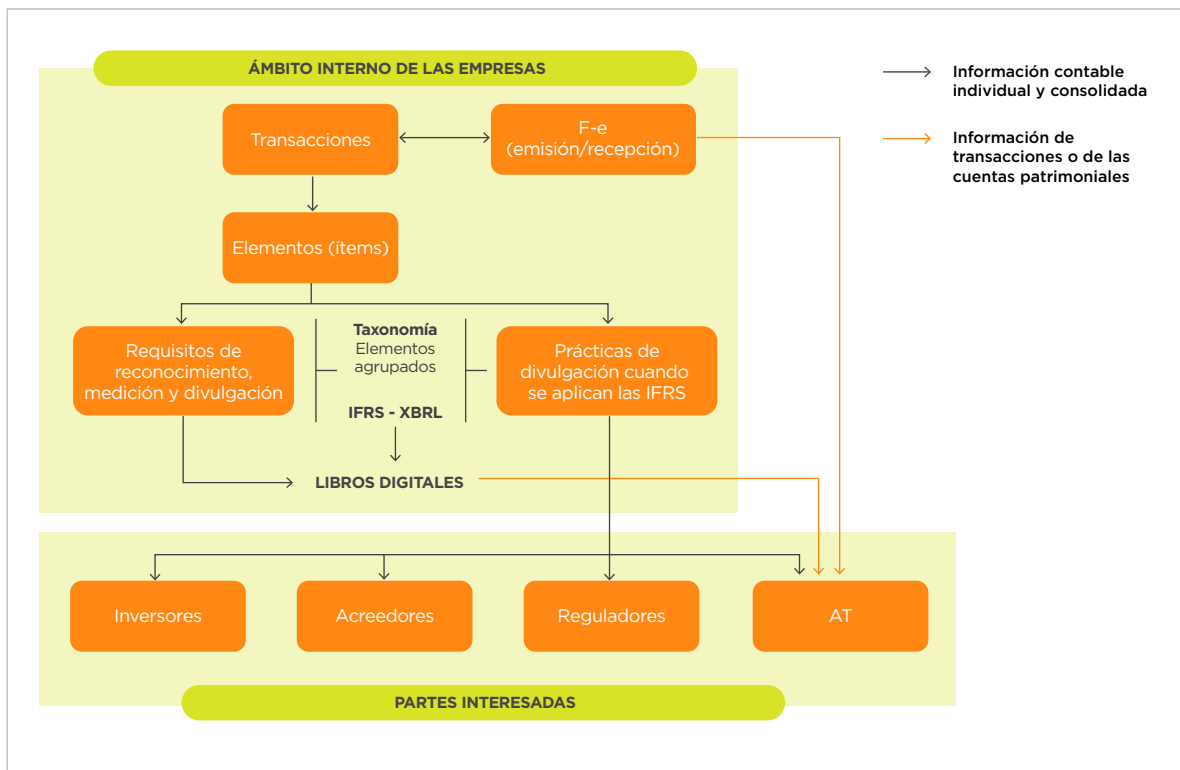 ÁMBITO INTERNO DE LAS EMPRESAS
Información contable
individual y consolidada
Información de
transacciones o de las
cuentas patrimoniales
Transacciones
F-e
(emisión/recepción)
Elementos (ítems)
Requisitos de
reconocimiento,
medición y divulgación
Taxonomía
Elementos
agrupados
IFRS - XBRL
Prácticas de
divulgación cuando
se aplican las IFRS
LIBROS DIGITALES
Inversores
Acreedores
Reguladores
AT
PARTES INTERESADAS